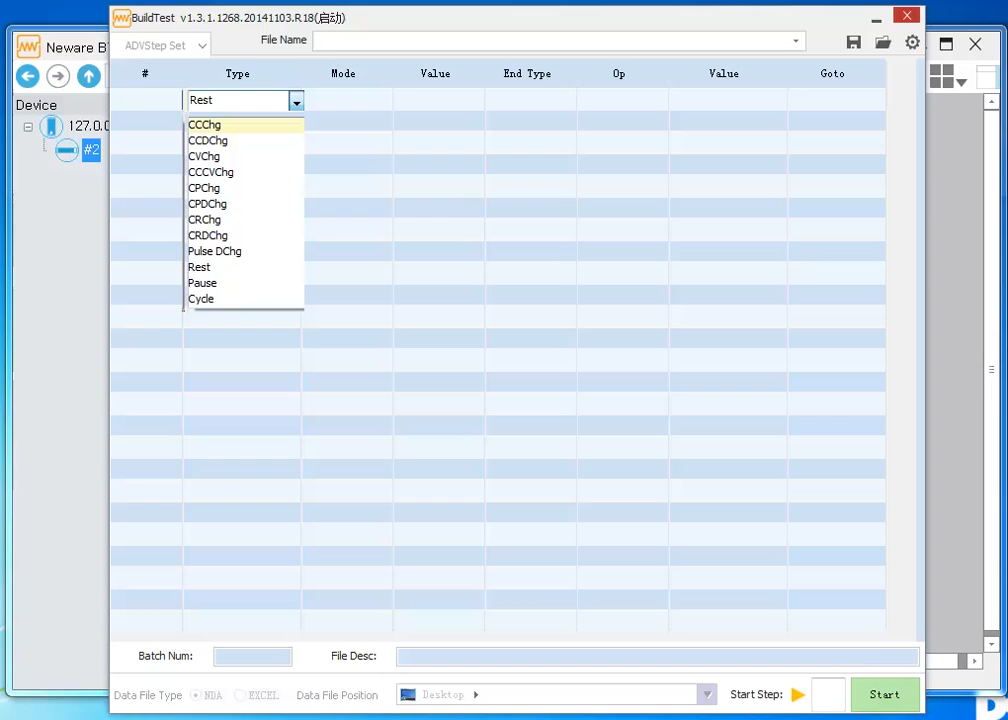 BuildTest v1.3.1.1268.20141103.R18(启动)
Neware B
ADVStep Set
File Name
# Type Mode Value End Type Op Value Goto
Device
Rest
127.0.0
#2
CCChg
CCDChg
CVChg
CCCVChg
CPChg
CPDChg
CRChg
CRDChg
Pulse DChg
Rest
Pause
Cycle
Batch Num:
File Desc:
Data File Type NDA EXCEL Data File Position Desktop Start Step: Start